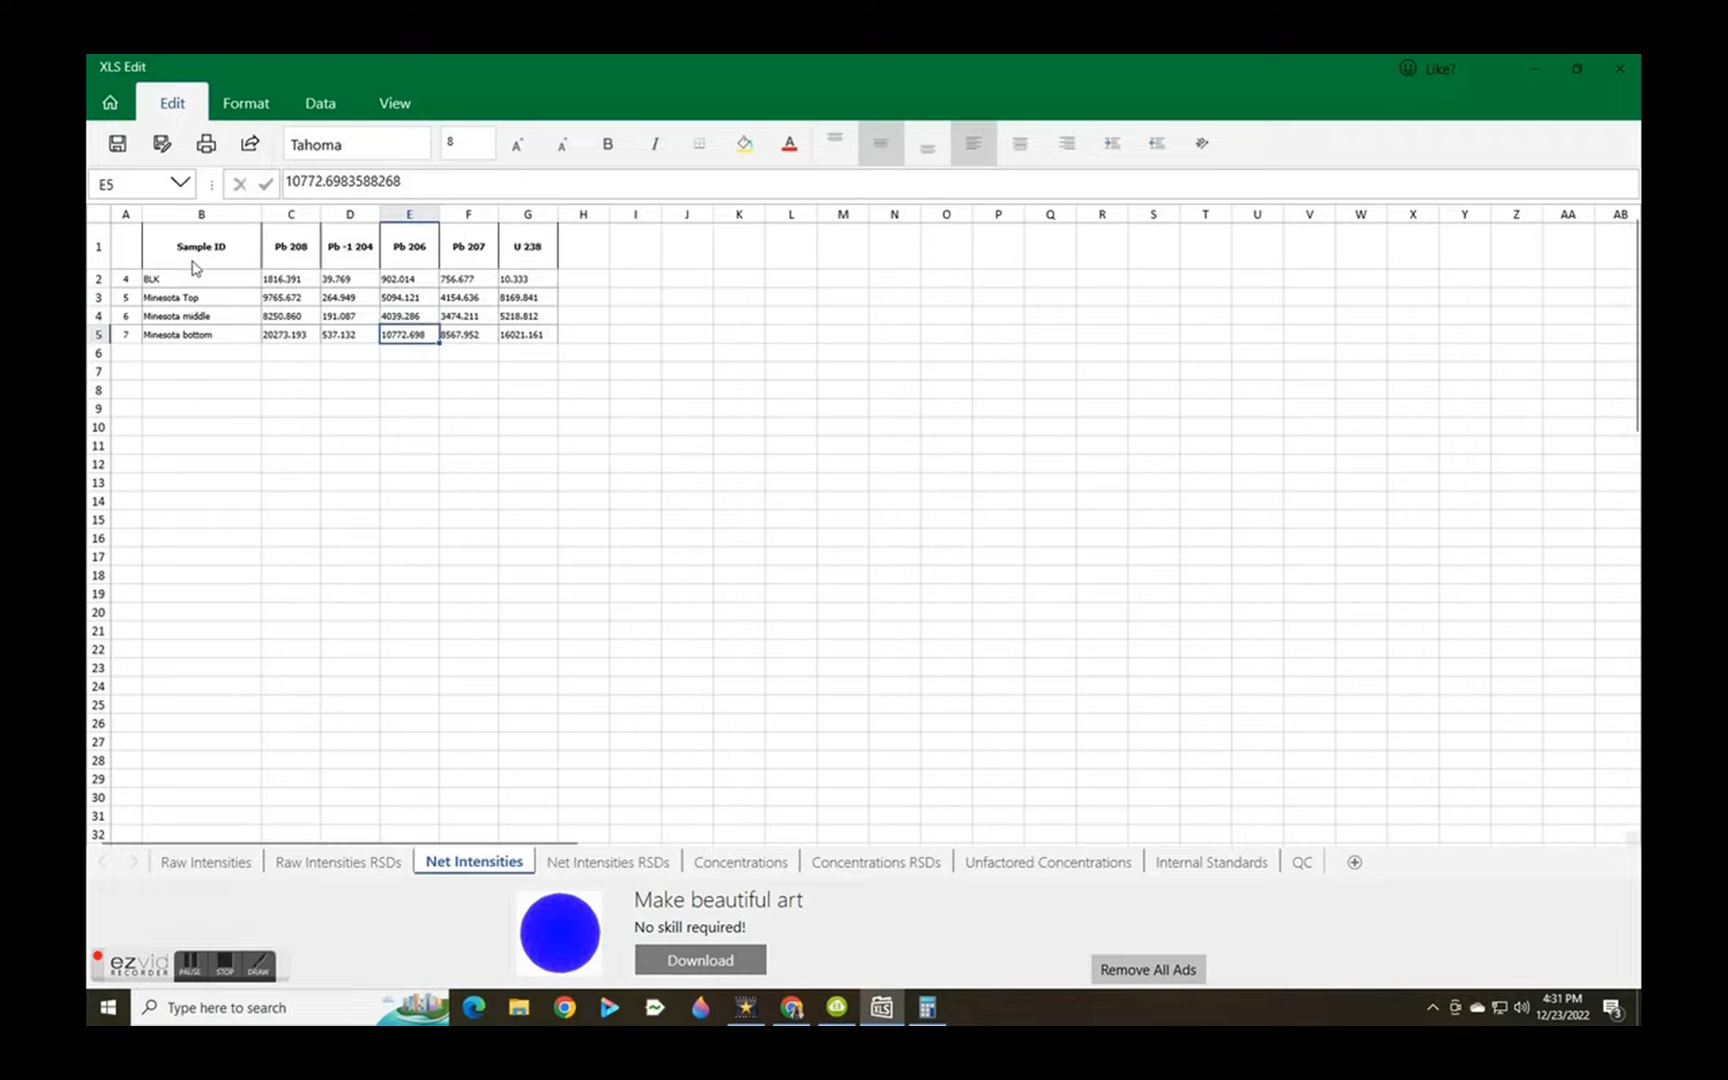 XLS Edit
Like?
Edit Format Data View
Tahoma 8 A A B I A
E5 10772.6983588268
A B C D E F G H I J K L M N O P Q R S T U V W X Y Z AA AB
1 Sample ID Pb 208 Pb -1 204 Pb 206 Pb 207 U 238
2 4 BLK 1816.391 39.769 902.014 756.677 10.333
3 5 Minesota Top 9765.672 264.949 5094.121 4154.636 8169.841
4 6 Minesota middle 8250.860 191.087 4039.286 3474.211 5218.812
5 7 Minesota bottom 20273.193 537.132 10772.698 8567.952 16021.161
6
7
8
9
10
11
12
13
14
15
16
17
18
19
20
21
22
23
24
25
26
27
28
29
30
31
32
Raw Intensities Raw Intensities RSDs Net Intensities Net Intensities RSDs Concentrations Concentrations RSDs Unfactored Concentrations Internal Standards QC
Make beautiful art
No skill required!
Download
Remove All Ads
ezvid
RECORDER
PAUSE STOP DRAW
Type here to search
XLS
4:31 PM
12/23/2022
3